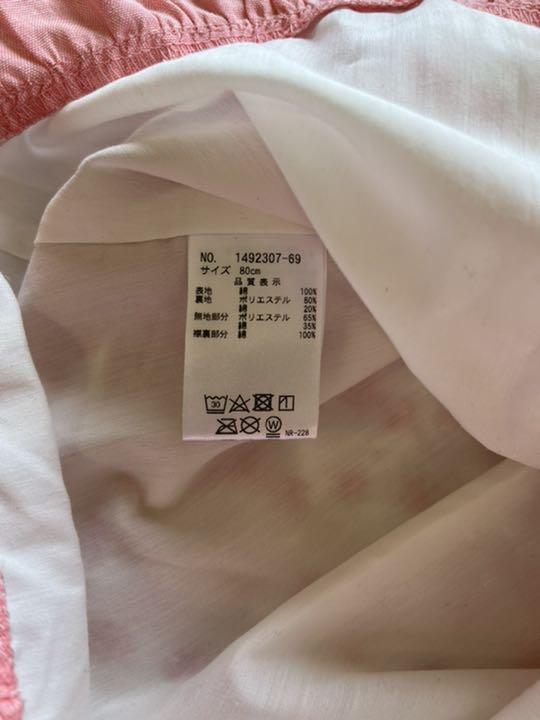 NO. 1492307-69
サイズ 80cm
品質表示
表地 綿 100%
裏地 ポリエステル 80%
綿 20%
無地部分 ポリエステル 65%
綿 35%
襟裏部分 綿 100%
30
W
NR-228